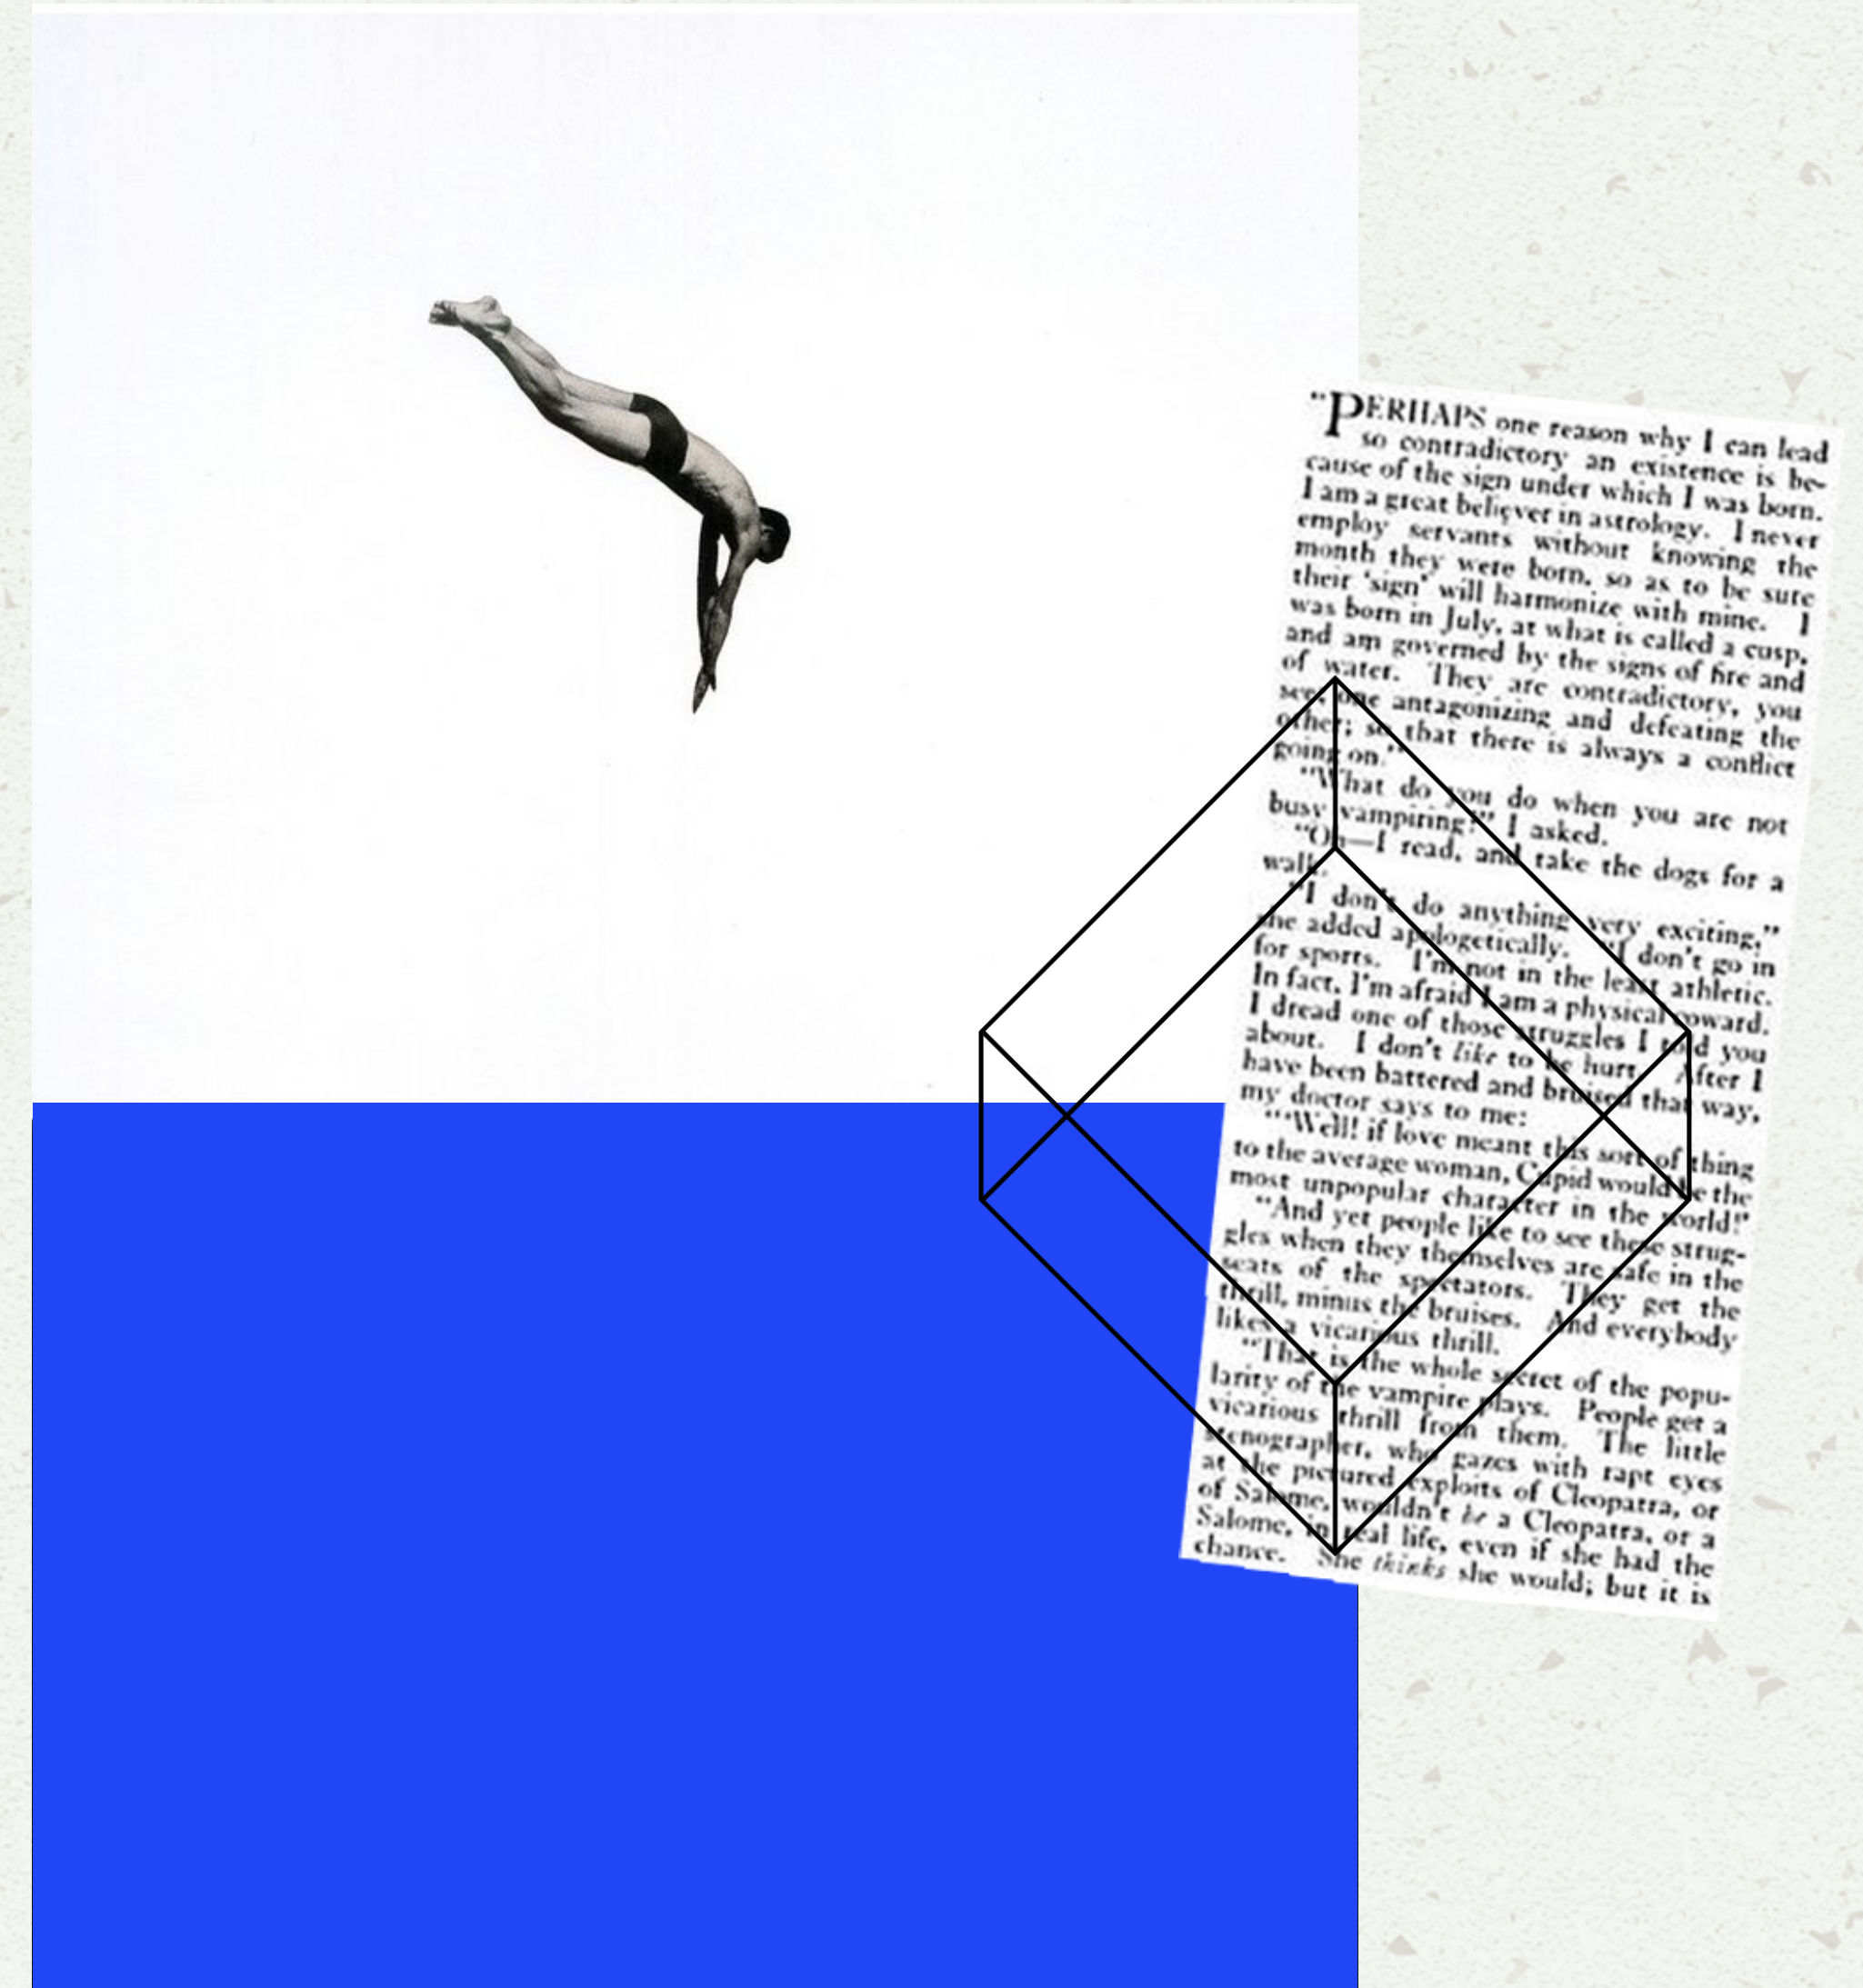 “PERHAPS one reason why I can lead
so contradictory an existence is be-
cause of the sign under which I was born.
I am a great believer in astrology. I never
employ servants without knowing the
month they were born, so as to be sure
their ‘sign’ will harmonize with mine. I
was born in July, at what is called a cusp,
and am governed by the signs of fire and
of water. They are contradictory, you
see, one antagonizing and defeating the
other; so that there is always a conflict
going on.”
“What do you do when you are not
busy vampiring?” I asked.
“Oh—I read, and take the dogs for a
walk.
“I don’t do anything very exciting,”
she added apologetically. “I don’t go in
for sports. I’m not in the least athletic.
In fact, I’m afraid I am a physical coward.
I dread one of those struggles I told you
about. I don’t like to be hurt. After I
have been battered and bruised that way,
my doctor says to me:
“‘Well! if love meant this sort of thing
to the average woman, Cupid would be the
most unpopular character in the world!’
“And yet people like to see these strug-
gles when they themselves are safe in the
seats of the spectators. They get the
thrill, minus the bruises. And everybody
likes a vicarious thrill.
“That is the whole secret of the popu-
larity of the vampire plays. People get a
vicarious thrill from them. The little
stenographer, who gazes with rapt eyes
at the pictured exploits of Cleopatra, or
of Salome, wouldn’t be a Cleopatra, or a
Salome, in real life, even if she had the
chance. She thinks she would; but it is